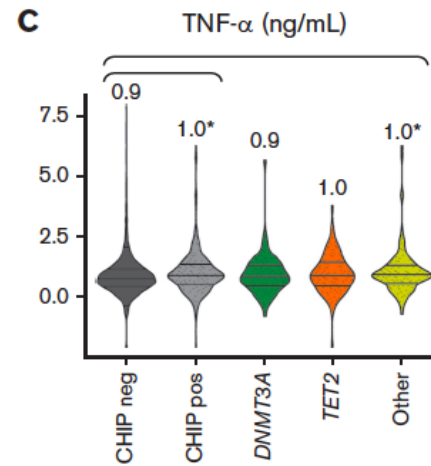 C
TNF-α (ng/mL)
0.9
1.0*
0.9
1.0
1.0*
7.5
5.0
2.5
0.0
CHIP neg
CHIP pos
DNMT3A
TET2
Other